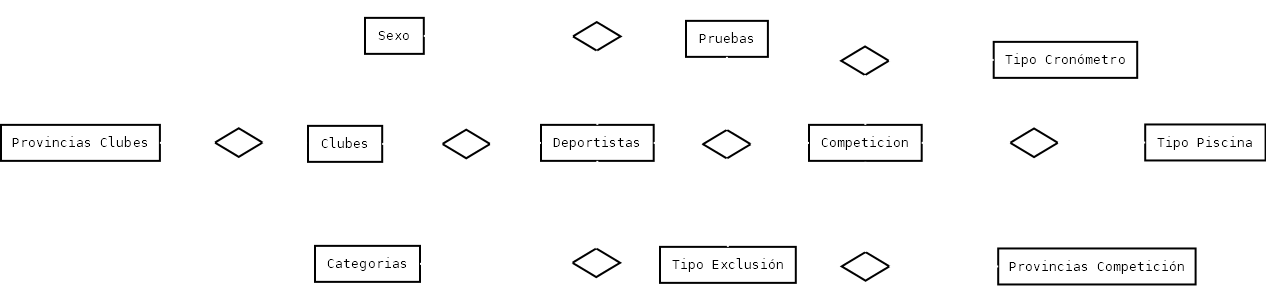 Sexo
Pruebas
Tipo Cronómetro
Provincias Clubes
Clubes
Deportistas
Competicion
Tipo Piscina
Categorias
Tipo Exclusión
Provincias Competición